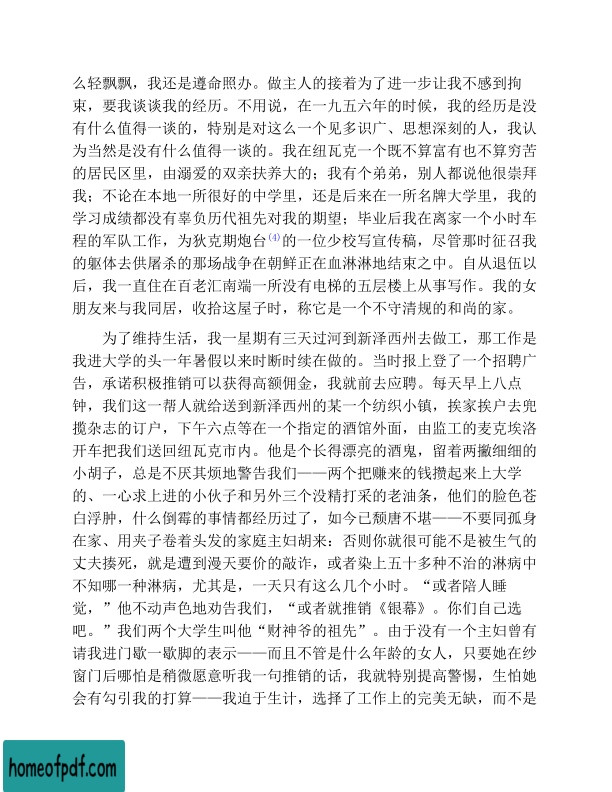 么轻飘飘，我还是遵命照办。做主人的接着为了进一步让我不感到拘
束，要我谈谈我的经历。不用说，在一九五六年的时候，我的经历是没
有什么值得一谈的，特别是对这么一个见多识广、思想深刻的人，我认
为当然是没有什么值得一谈的。我在纽瓦克一个既不算富有也不算穷苦
的居民区里，由溺爱的双亲扶养大的；我有个弟弟，别人都说他很崇拜
我；不论在本地一所很好的中学里，还是后来在一所名牌大学里，我的
学习成绩都没有辜负历代祖先对我的期望；毕业后我在离家一个小时车
程的军队工作，为狄克期炮台(4)的一位少校写宣传稿，尽管那时征召我
的躯体去供屠杀的那场战争在朝鲜正在血淋淋地结束之中。自从退伍以
后，我一直住在百老汇南端一所没有电梯的五层楼上从事写作。我的女
朋友来与我同居，收拾这屋子时，称它是一个不守清规的和尚的家。
为了维持生活，我一星期有三天过河到新泽西州去做工，那工作是
我进大学的头一年暑假以来时断时续在做的。当时报上登了一个招聘广
告，承诺积极推销可以获得高额佣金，我就前去应聘。每天早上八点
钟，我们这一帮人就给送到新泽西州的某一个纺织小镇，挨家挨户去兜
揽杂志的订户，下午六点等在一个指定的酒馆外面，由监工的麦克埃洛
开车把我们送回纽瓦克市内。他是个长得漂亮的酒鬼，留着两撇细细的
小胡子，总是不厌其烦地警告我们——两个把赚来的钱攒起来上大学
的、一心求上进的小伙子和另外三个没精打采的老油条，他们的脸色苍
白浮肿，什么倒霉的事情都经历过了，如今已颓唐不堪——不要同孤身
在家、用夹子卷着头发的家庭主妇胡来：否则你就很可能不是被生气的
丈夫揍死，就是遭到漫天要价的敲诈，或者染上五十多种不治的淋病中
不知哪一种淋病，尤其是，一天只有这么几个小时。“或者陪人睡
觉，”他不动声色地劝告我们，“或者就推销《银幕》。你们自己选
吧。”我们两个大学生叫他“财神爷的祖先”。由于没有一个主妇曾有
请我进门歇一歇脚的表示——而且不管是什么年龄的女人，只要她在纱
窗门后哪怕是稍微愿意听我一句推销的话，我就特别提高警惕，生怕她
会有勾引我的打算——我迫于生计，选择了工作上的完美无缺，而不是
homeofpdf.com